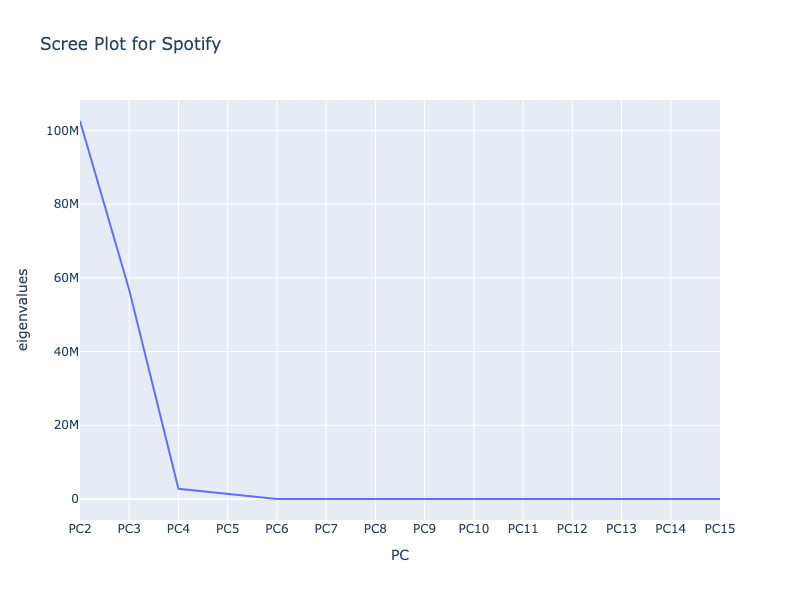 Scree Plot for Spotify
100M
80M
60M
40M
20M
0
eigenvalues
PC2 PC3 PC4 PC5 PC6 PC7 PC8 PC9 PC10 PC11 PC12 PC13 PC14 PC15
PC